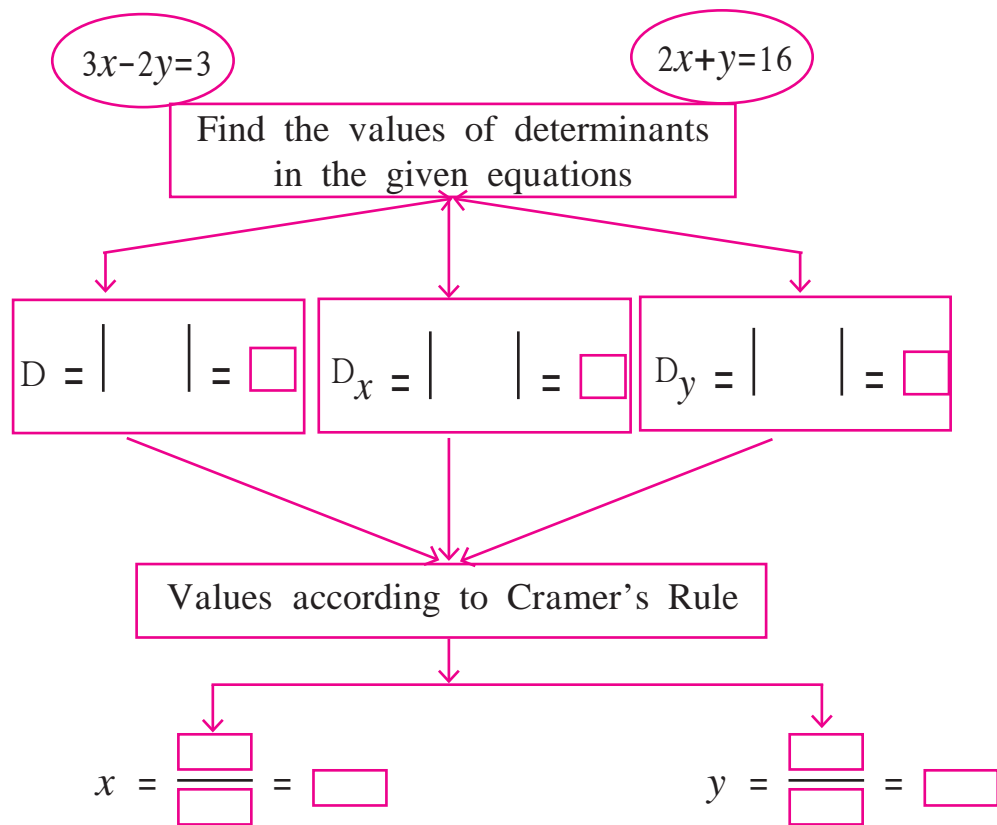 3x-2y=3
2x+y=16
Find the values of determinants
in the given equations
D = | | =
Dx = | | =
Dy = | | =
Values according to Cramer's Rule
x = =
y = =